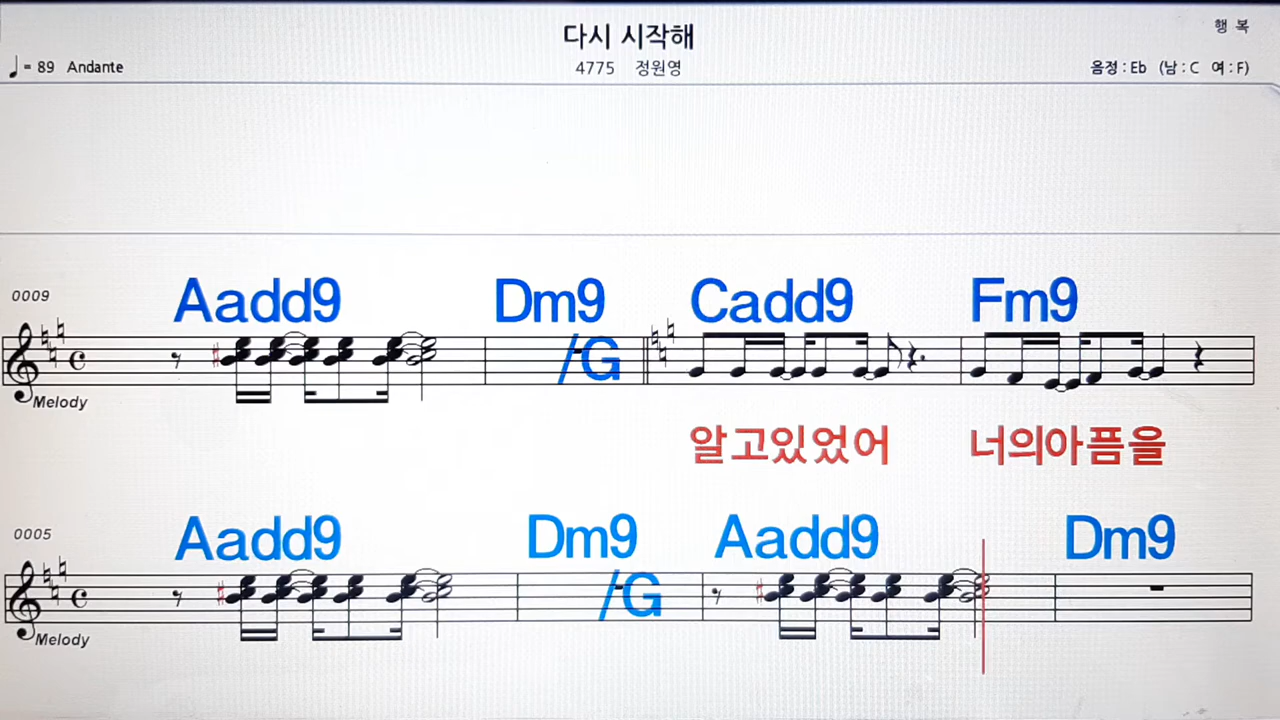 다시 시작해
행 복
♩= 89 Andante
4775 정원영
음정 : Eb (남 : C 여 : F)
0009
Aadd9 Dm9 Cadd9 Fm9
/G
Melody
알고있었어 너의아픔을
0005
Aadd9 Dm9 Aadd9 Dm9
/G
Melody